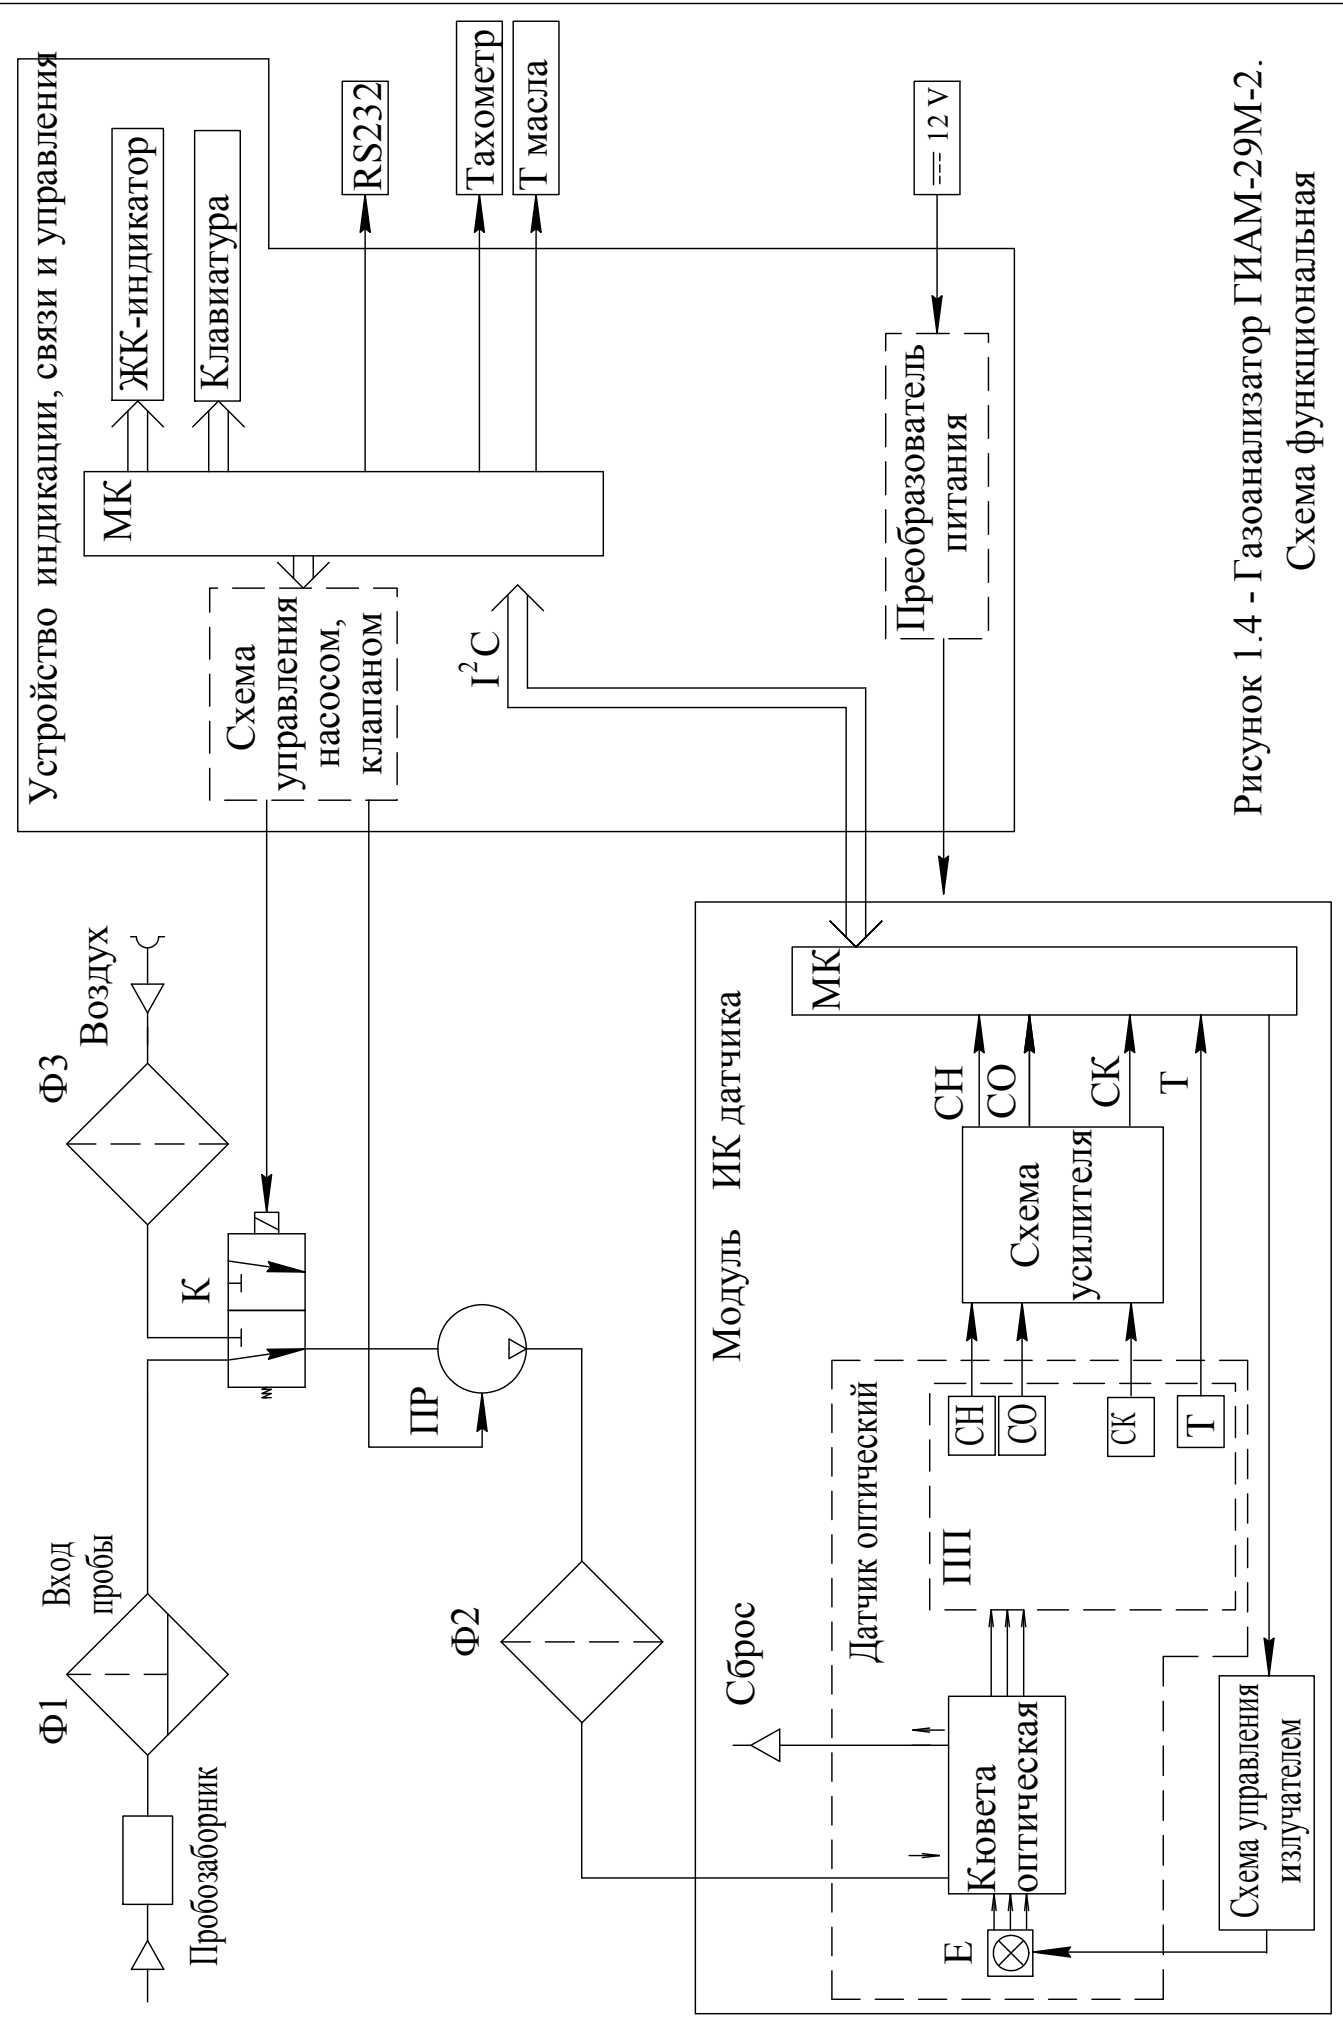 Пробозаборник
Ф1
Вход
пробы
Ф3
Воздух
К
ПР
Ф2
Сброс
Устройство индикации, связи и управления
Схема
управления
насосом,
клапаном
МК
ЖК-индикатор
Клавиатура
RS232
Тахометр
Т масла
I²C
Преобразователь
питания
12 V
Модуль ИК датчика
Датчик оптический
Е
Кювета
оптическая
ПП
СН
СО
СК
Т
Схема
усилителя
СН
СО
СК
Т
МК
Схема управления
излучателем
Рисунок 1.4 - Газоанализатор ГИАМ-29М-2.
Схема функциональная